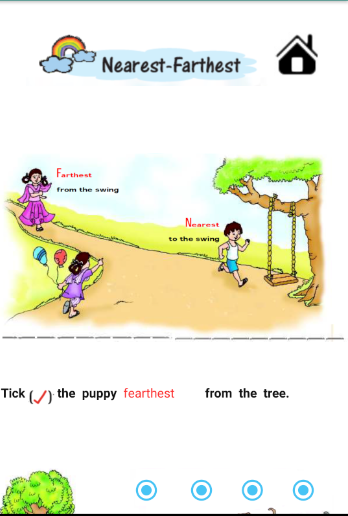 Nearest-Farthest
Farthest
from the swing
Nearest
to the swing
Tick (✓) the puppy fearthest from the tree.